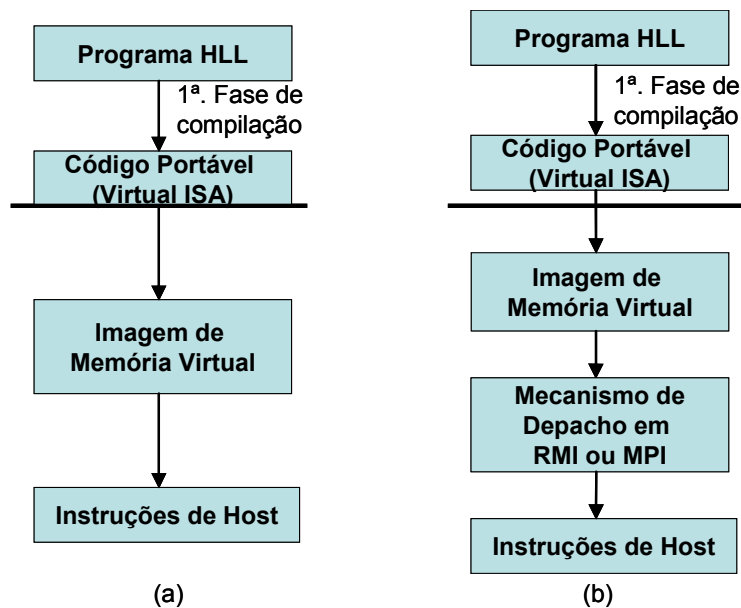 Programa HLL
1ª. Fase de
compilação
Código Portável
(Virtual ISA)
Imagem de
Memória Virtual
Instruções de Host
(a)
Programa HLL
1ª. Fase de
compilação
Código Portável
(Virtual ISA)
Imagem de
Memória Virtual
Mecanismo de
Depacho em
RMI ou MPI
Instruções de Host
(b)